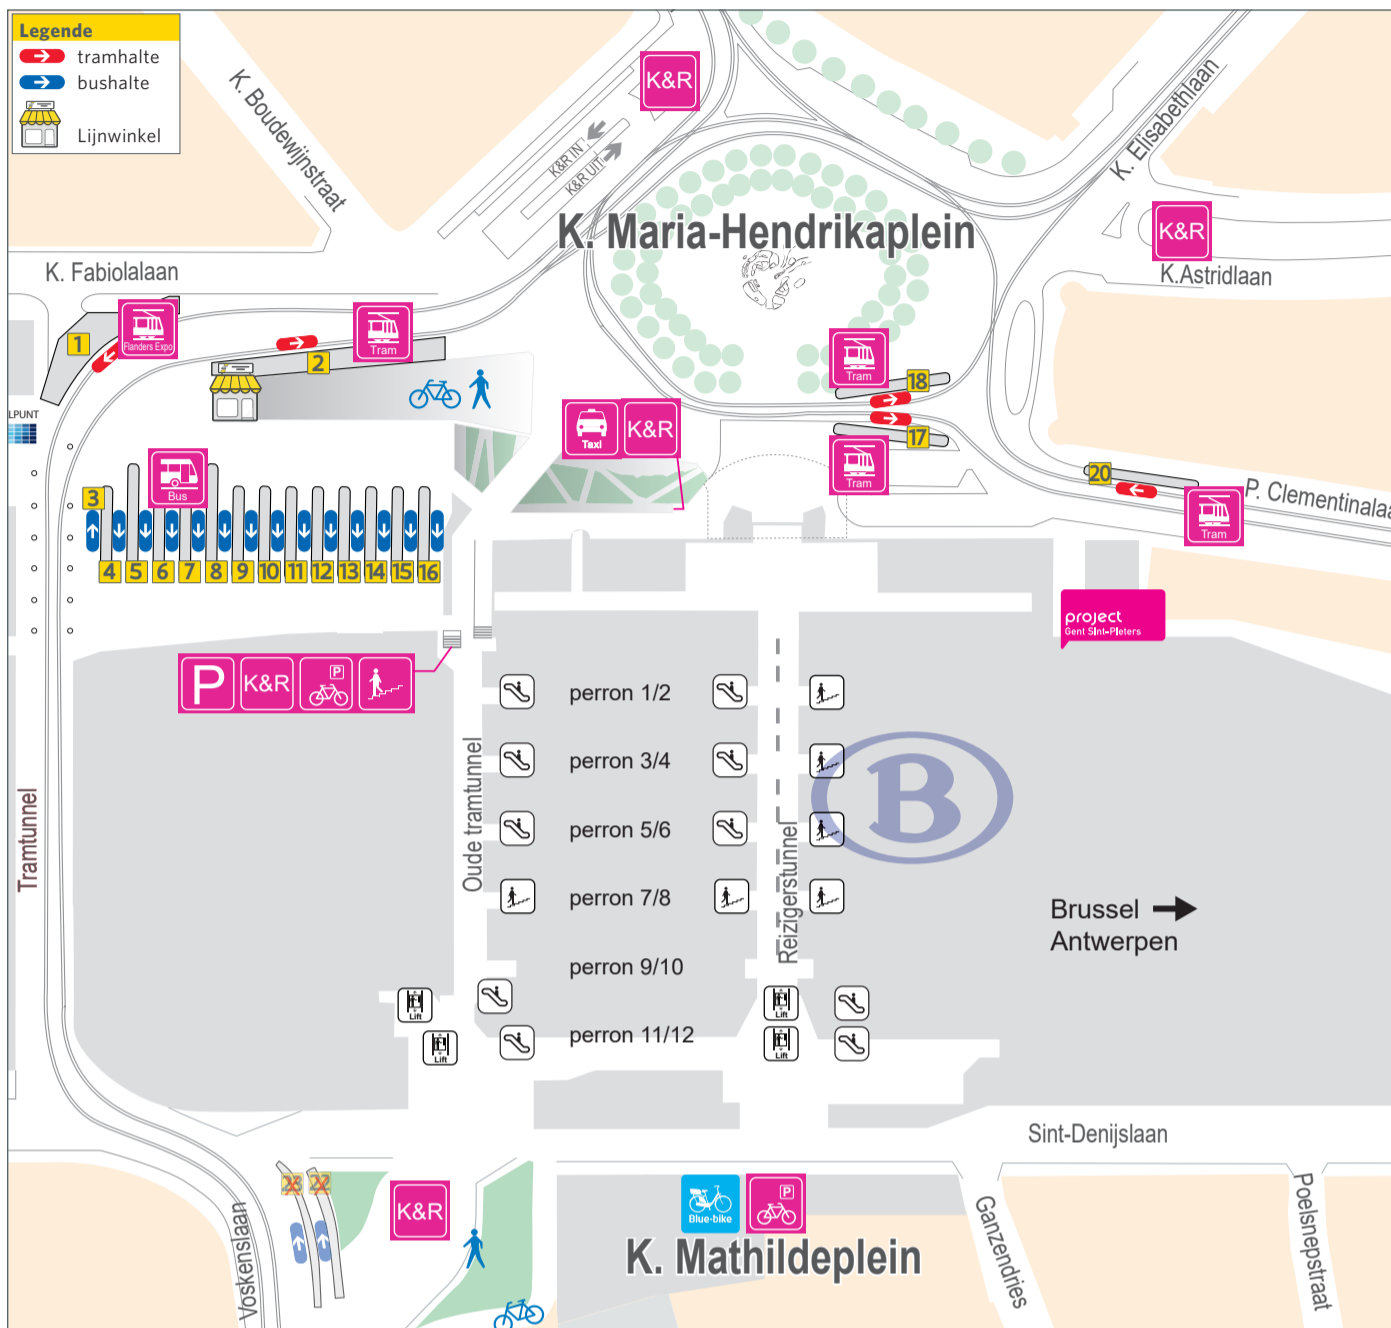 Legende
tramhalte
bushalte
Lijnwinkel
K. Boudewijnstraat
K&R
K&R IN
K&R UIT
K. Elisabethlaan
K. Maria-Hendrikaplein
K&R
K.Astridlaan
K. Fabiolalaan
1
Flanders Expo
2
Tram
Tram
18
17
Tram
Taxi
K&R
20
P. Clementinalaa
Tram
LPUNT
3
Bus
4
5
6
7
8
9
10
11
12
13
14
15
16
project
Gent Sint-Pieters
P
K&R
P
perron 1/2
perron 3/4
perron 5/6
perron 7/8
perron 9/10
perron 11/12
Oude tramtunnel
Reizigerstunnel
Tramtunnel
B
Brussel
Antwerpen
Lift
Lift
Lift
Lift
Sint-Denijslaan
23
22
K&R
Voskenslaan
Blue-bike
P
K. Mathildeplein
Ganzendries
Poelsnepstraat